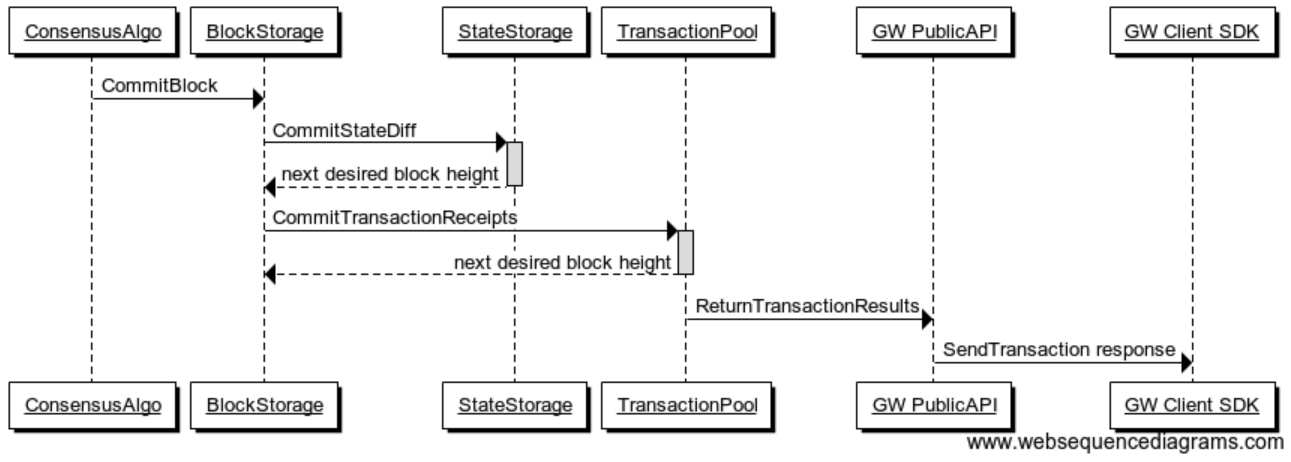 ConsensusAlgo BlockStorage StateStorage TransactionPool GW PublicAPI GW Client SDK
CommitBlock
CommitStateDiff
next desired block height
CommitTransactionReceipts
next desired block height
ReturnTransactionResults
SendTransaction response
ConsensusAlgo BlockStorage StateStorage TransactionPool GW PublicAPI GW Client SDK
www.websequencediagrams.com